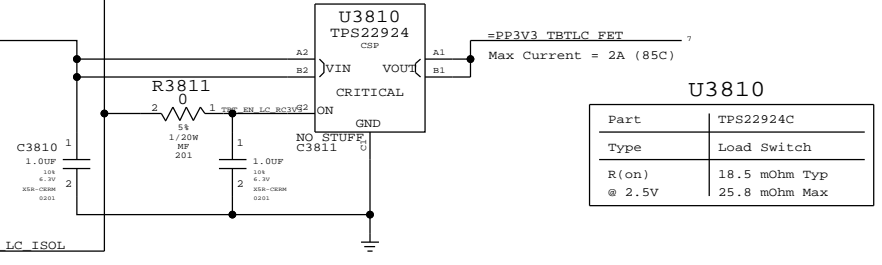 U3810
TPS22924
CSP
A2
B2
VIN
VOUT
A1
B1
=PP3V3_TBTLC_FET
7
Max Current = 2A (85C)
CRITICAL
R3811
0
2
1
TBT_EN_LC_RC3V3
C2
ON
5%
1/20W
MF
201
GND
C1
NO STUFF
C3811
1
1.0UF
10%
6.3V
2
X5R-CERM
0201
C3810
1
1.0UF
10%
6.3V
2
X5R-CERM
0201
LC_ISOL
U3810
Part TPS22924C
Type Load Switch
R(on) 18.5 mOhm Typ
@ 2.5V 25.8 mOhm Max